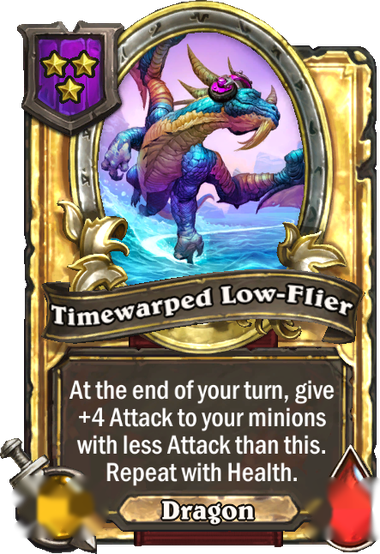 Timewarped Low-Flier
At the end of your turn, give
+4 Attack to your minions
with less Attack than this.
Repeat with Health.
Dragon